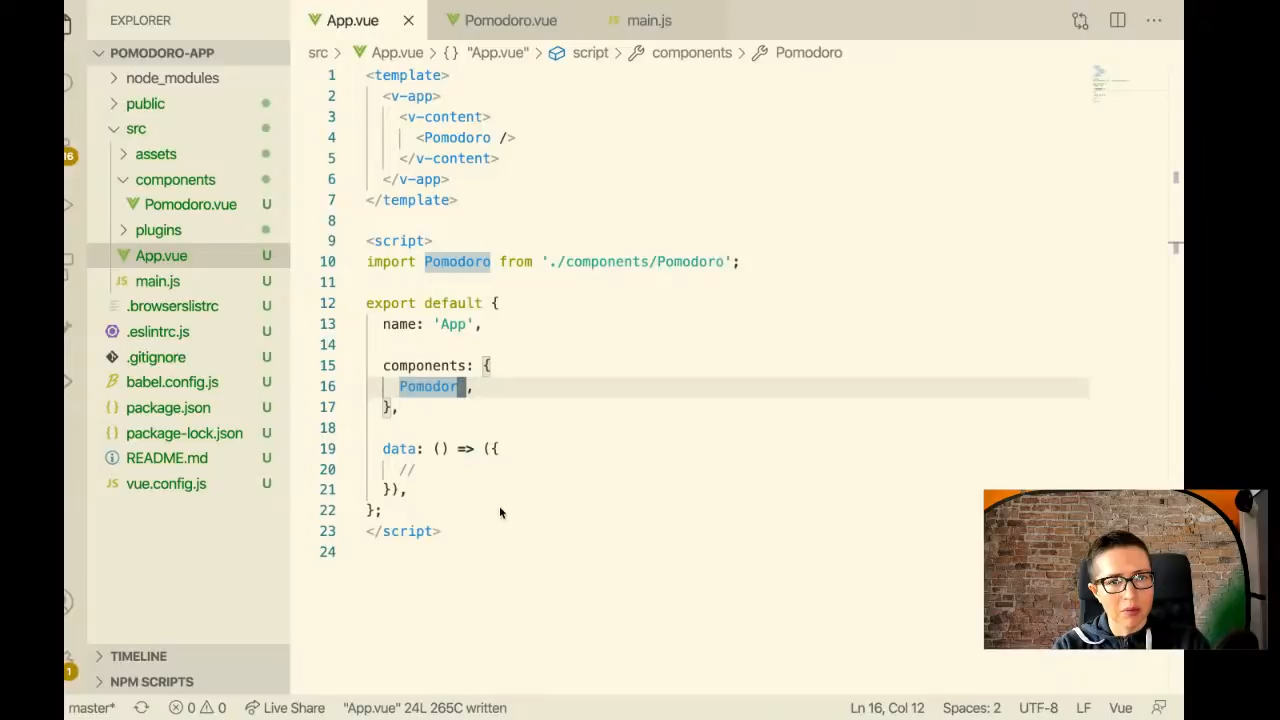 EXPLORER
App.vue
Pomodoro.vue
main.js
POMODORO-APP
src > App.vue > {} "App.vue" > script > components > Pomodoro
node_modules
public
src
assets
components
Pomodoro.vue U
plugins
App.vue U
JS main.js U
.browserslistrc U
.eslintrc.js U
.gitignore U
babel.config.js U
package.json U
package-lock.json U
README.md U
JS vue.config.js U
TIMELINE
NPM SCRIPTS
16
1
1 <template>
2 <v-app>
3 <v-content>
4 <Pomodoro />
5 </v-content>
6 </v-app>
7 </template>
8
9 <script>
10 import Pomodoro from './components/Pomodoro';
11
12 export default {
13 name: 'App',
14
15 components: {
16 Pomodor ,
17 },
18
19 data: () => ({
20 //
21 }),
22 };
23 </script>
24
master* 0 0 Live Share "App.vue" 24L 265C written Ln 16, Col 12 Spaces: 2 UTF-8 LF Vue